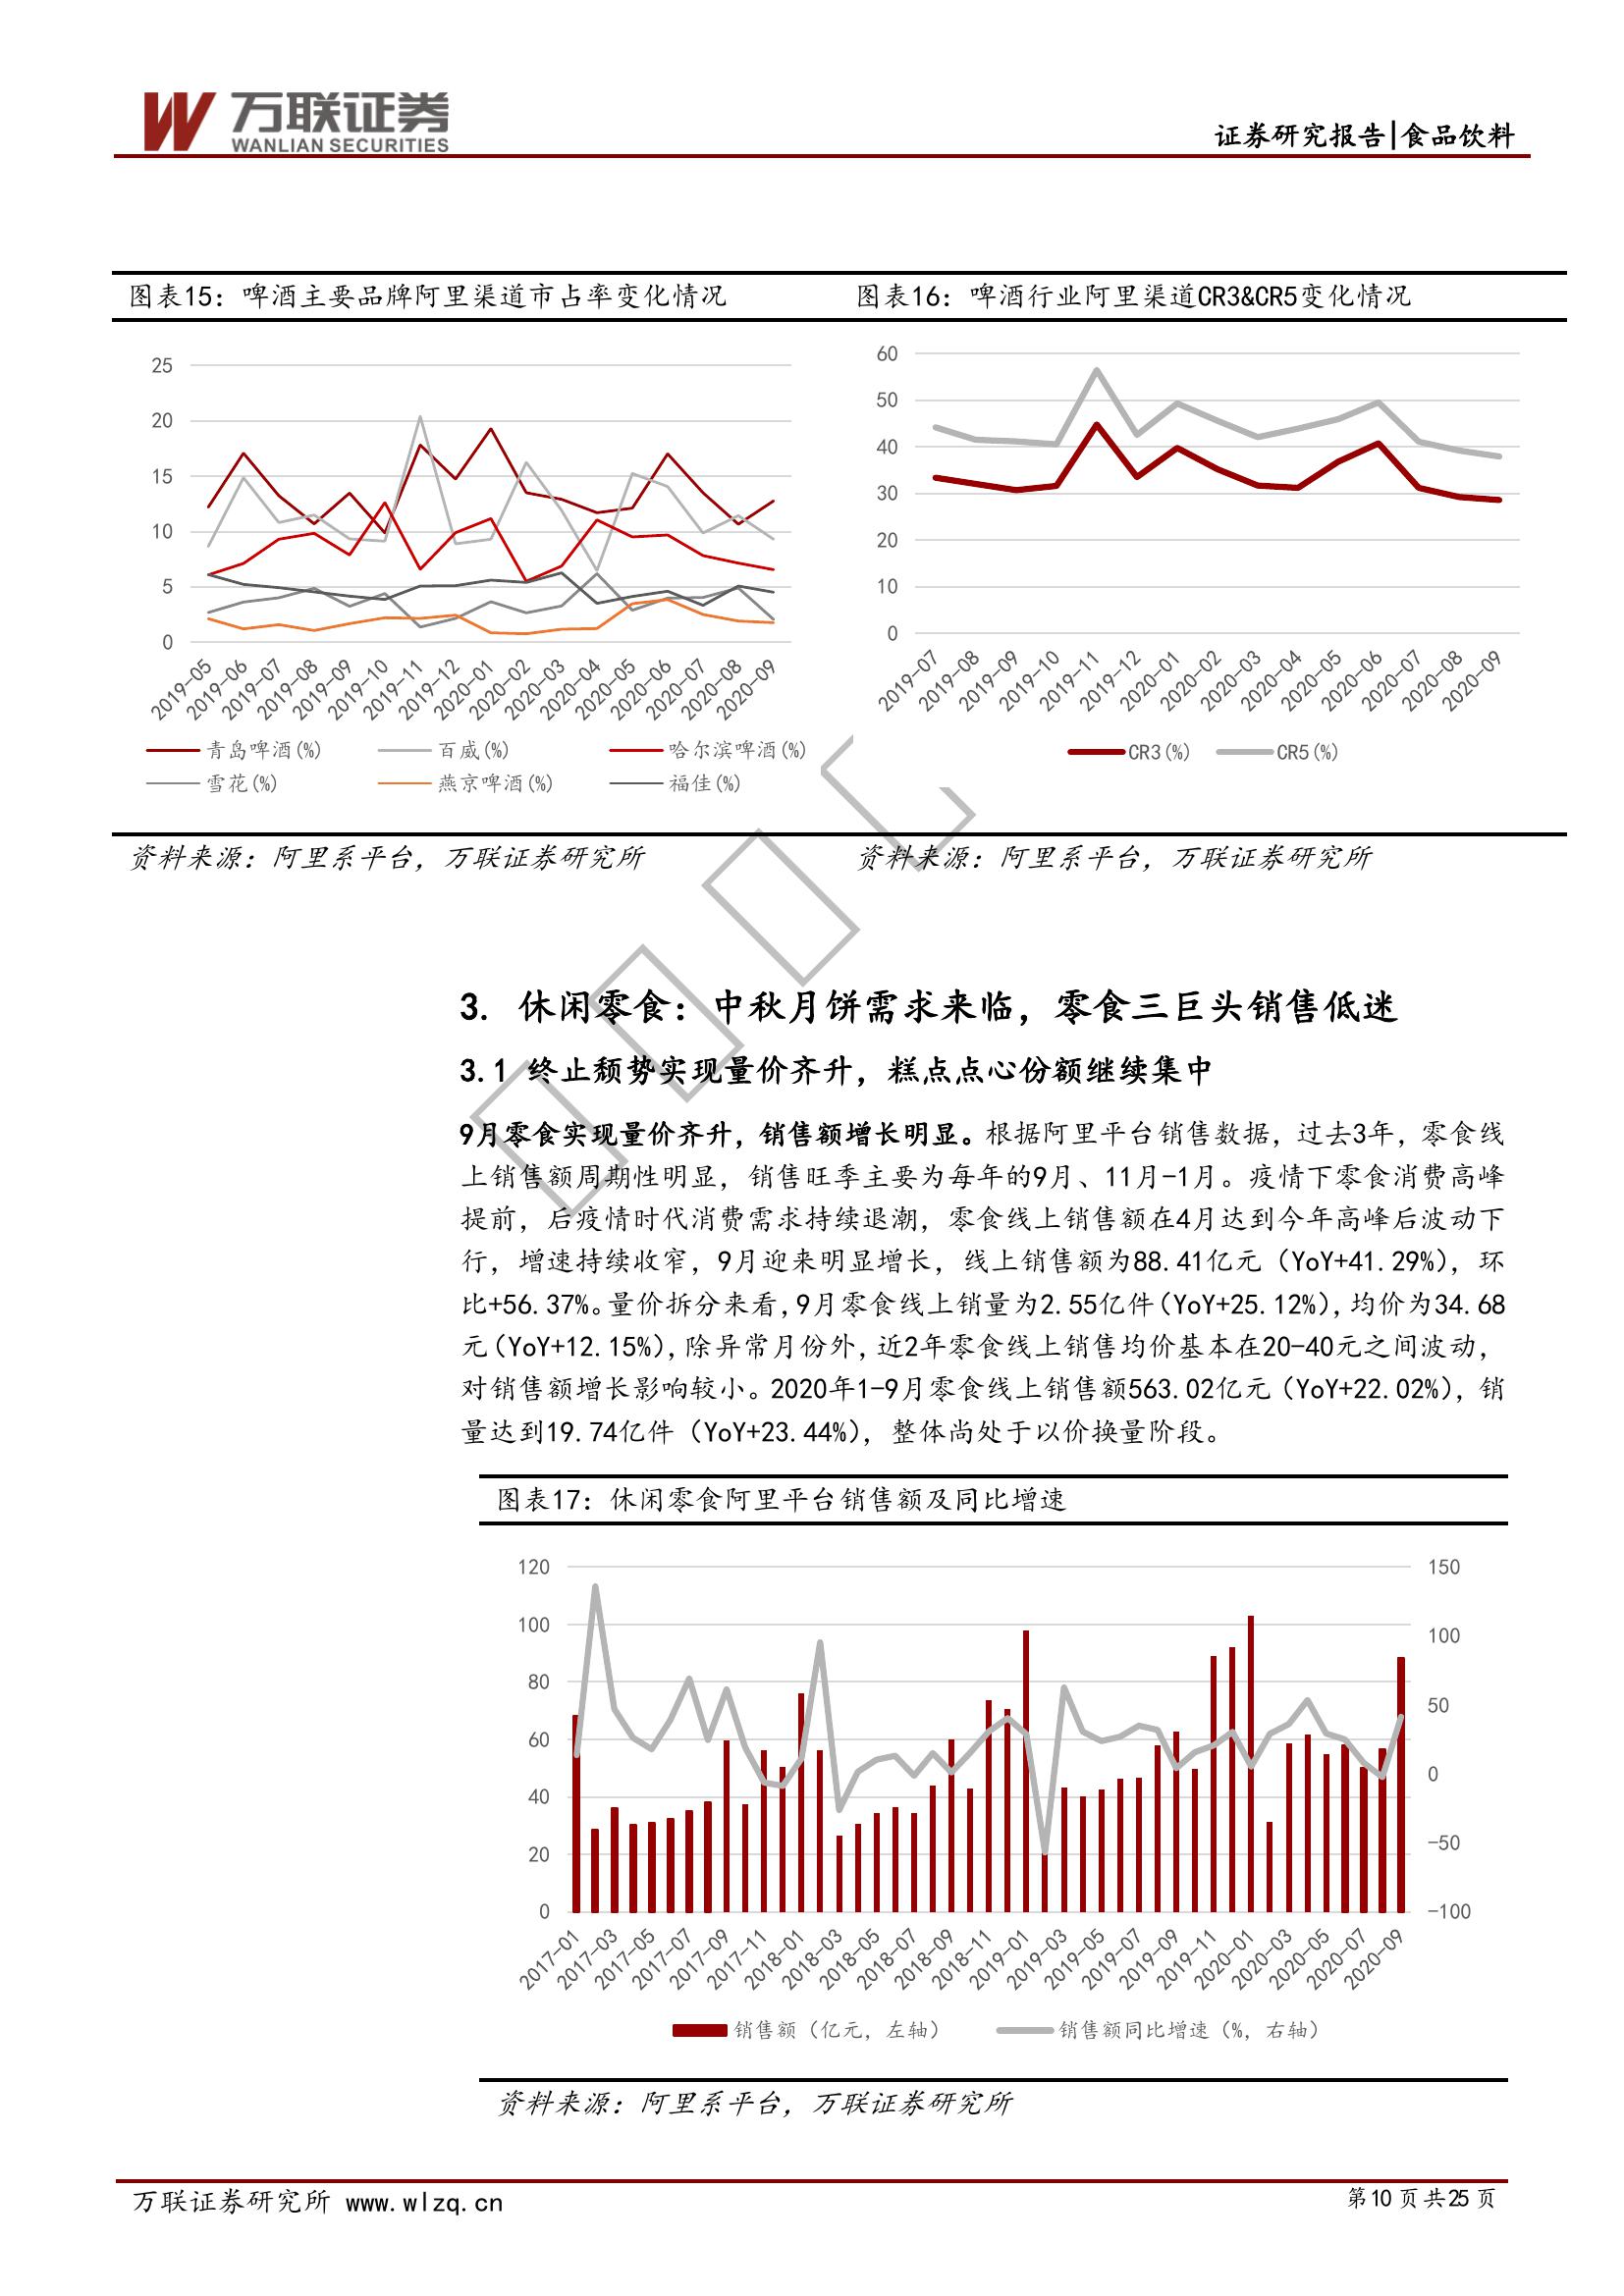 万联证券
WANLIAN SECURITIES
证券研究报告|食品饮料
图表15：啤酒主要品牌阿里渠道市占率变化情况
图表16：啤酒行业阿里渠道CR3&CR5变化情况
25
20
15
10
5
0
2019-05
2019-06
2019-07
2019-08
2019-09
2019-10
2019-11
2019-12
2020-01
2020-02
2020-03
2020-04
2020-05
2020-06
2020-07
2020-08
2020-09
青岛啤酒(%)
百威(%)
哈尔滨啤酒(%)
雪花(%)
燕京啤酒(%)
福佳(%)
60
50
40
30
20
10
0
2019-07
2019-08
2019-09
2019-10
2019-11
2019-12
2020-01
2020-02
2020-03
2020-04
2020-05
2020-06
2020-07
2020-08
2020-09
CR3(%)
CR5(%)
资料来源：阿里系平台，万联证券研究所
资料来源：阿里系平台，万联证券研究所
3. 休闲零食：中秋月饼需求来临，零食三巨头销售低迷
3.1 终止颓势实现量价齐升，糕点点心份额继续集中
9月零食实现量价齐升，销售额增长明显。根据阿里平台销售数据，过去3年，零食线
上销售额周期性明显，销售旺季主要为每年的9月、11月-1月。疫情下零食消费高峰
提前，后疫情时代消费需求持续退潮，零食线上销售额在4月达到今年高峰后波动下
行，增速持续收窄，9月迎来明显增长，线上销售额为88.41亿元（YoY+41.29%），环
比+56.37%。量价拆分来看，9月零食线上销量为2.55亿件（YoY+25.12%），均价为34.68
元（YoY+12.15%），除异常月份外，近2年零食线上销售均价基本在20-40元之间波动，
对销售额增长影响较小。2020年1-9月零食线上销售额563.02亿元（YoY+22.02%），销
量达到19.74亿件（YoY+23.44%），整体尚处于以价换量阶段。
图表17：休闲零食阿里平台销售额及同比增速
120
100
80
60
40
20
0
150
100
50
0
-50
-100
2017-01
2017-03
2017-05
2017-07
2017-09
2017-11
2018-01
2018-03
2018-05
2018-07
2018-09
2018-11
2019-01
2019-03
2019-05
2019-07
2019-09
2019-11
2020-01
2020-03
2020-05
2020-07
2020-09
销售额（亿元，左轴）
销售额同比增速（%，右轴）
资料来源：阿里系平台，万联证券研究所
万联证券研究所 www.wlzq.cn
第10页共25页